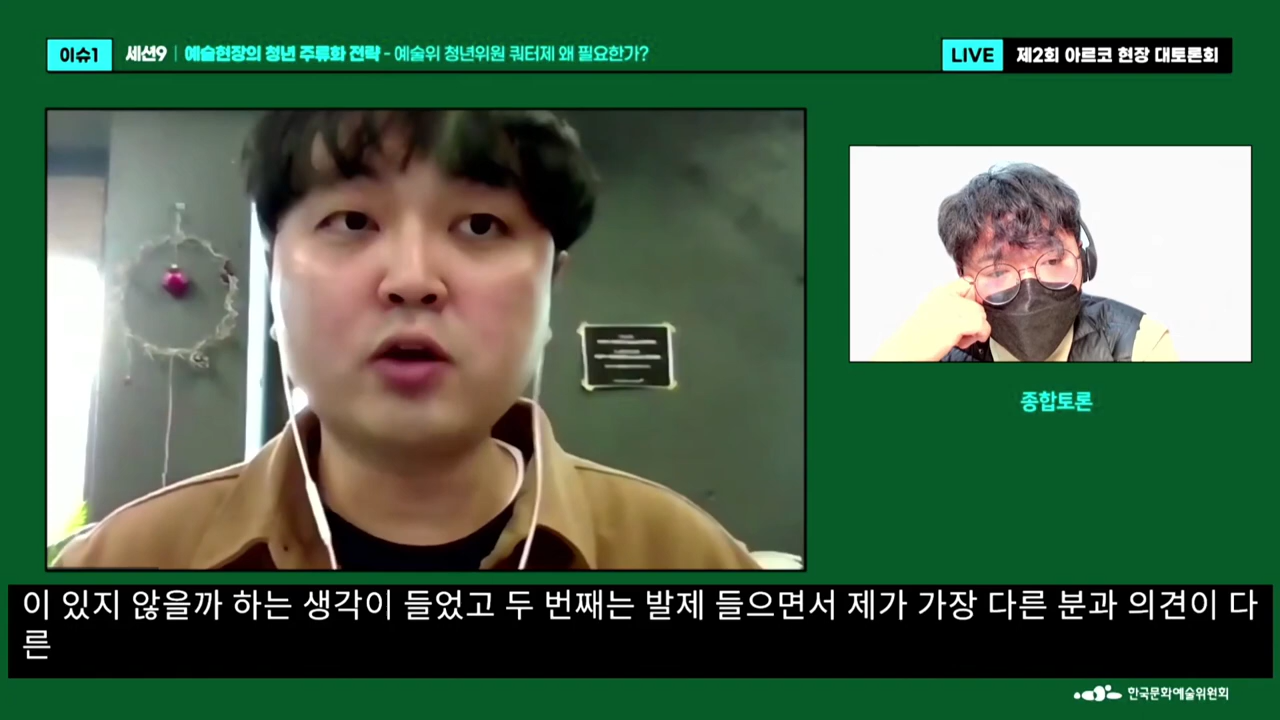 이슈1 세션9 | 예술현장의 청년 주류화 전략 - 예술위 청년위원 쿼터제 왜 필요한가?
LIVE 제2회 아르코 현장 대토론회
종합토론
이 있지 않을까 하는 생각이 들었고 두 번째는 발제 들으면서 제가 가장 다른 분과 의견이 다
른
한국문화예술위원회